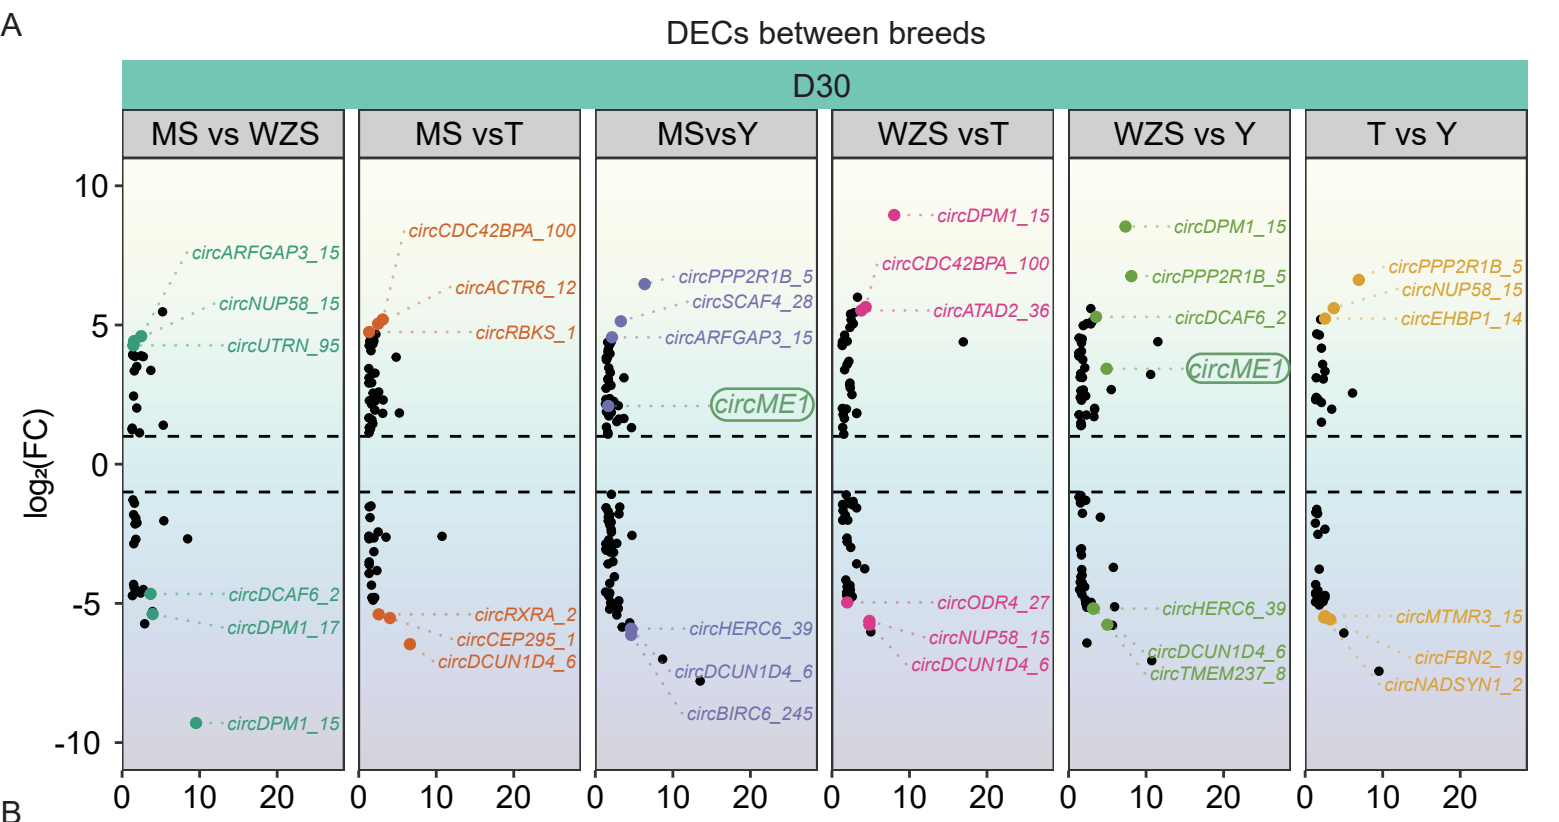 A
DECs between breeds
D30
MS vs WZS
MS vsT
MSvsY
WZS vsT
WZS vs Y
T vs Y
log₂(FC)
10
5
0
-5
-10
circARFGAP3_15
circNUP58_15
circUTRN_95
circDCAF6_2
circDPM1_17
circDPM1_15
circCDC42BPA_100
circACTR6_12
circRBKS_1
circRXRA_2
circCEP295_1
circDCUN1D4_6
circPPP2R1B_5
circSCAF4_28
circARFGAP3_15
circME1
circHERC6_39
circDCUN1D4_6
circBIRC6_245
circDPM1_15
circCDC42BPA_100
circATAD2_36
circODR4_27
circNUP58_15
circDCUN1D4_6
circDPM1_15
circPPP2R1B_5
circDCAF6_2
circME1
circHERC6_39
circDCUN1D4_6
circTMEM237_8
circPPP2R1B_5
circNUP58_15
circEHBP1_14
circMTMR3_15
circFBN2_19
circNADSYN1_2
0 10 20
0 10 20
0 10 20
0 10 20
0 10 20
0 10 20
B